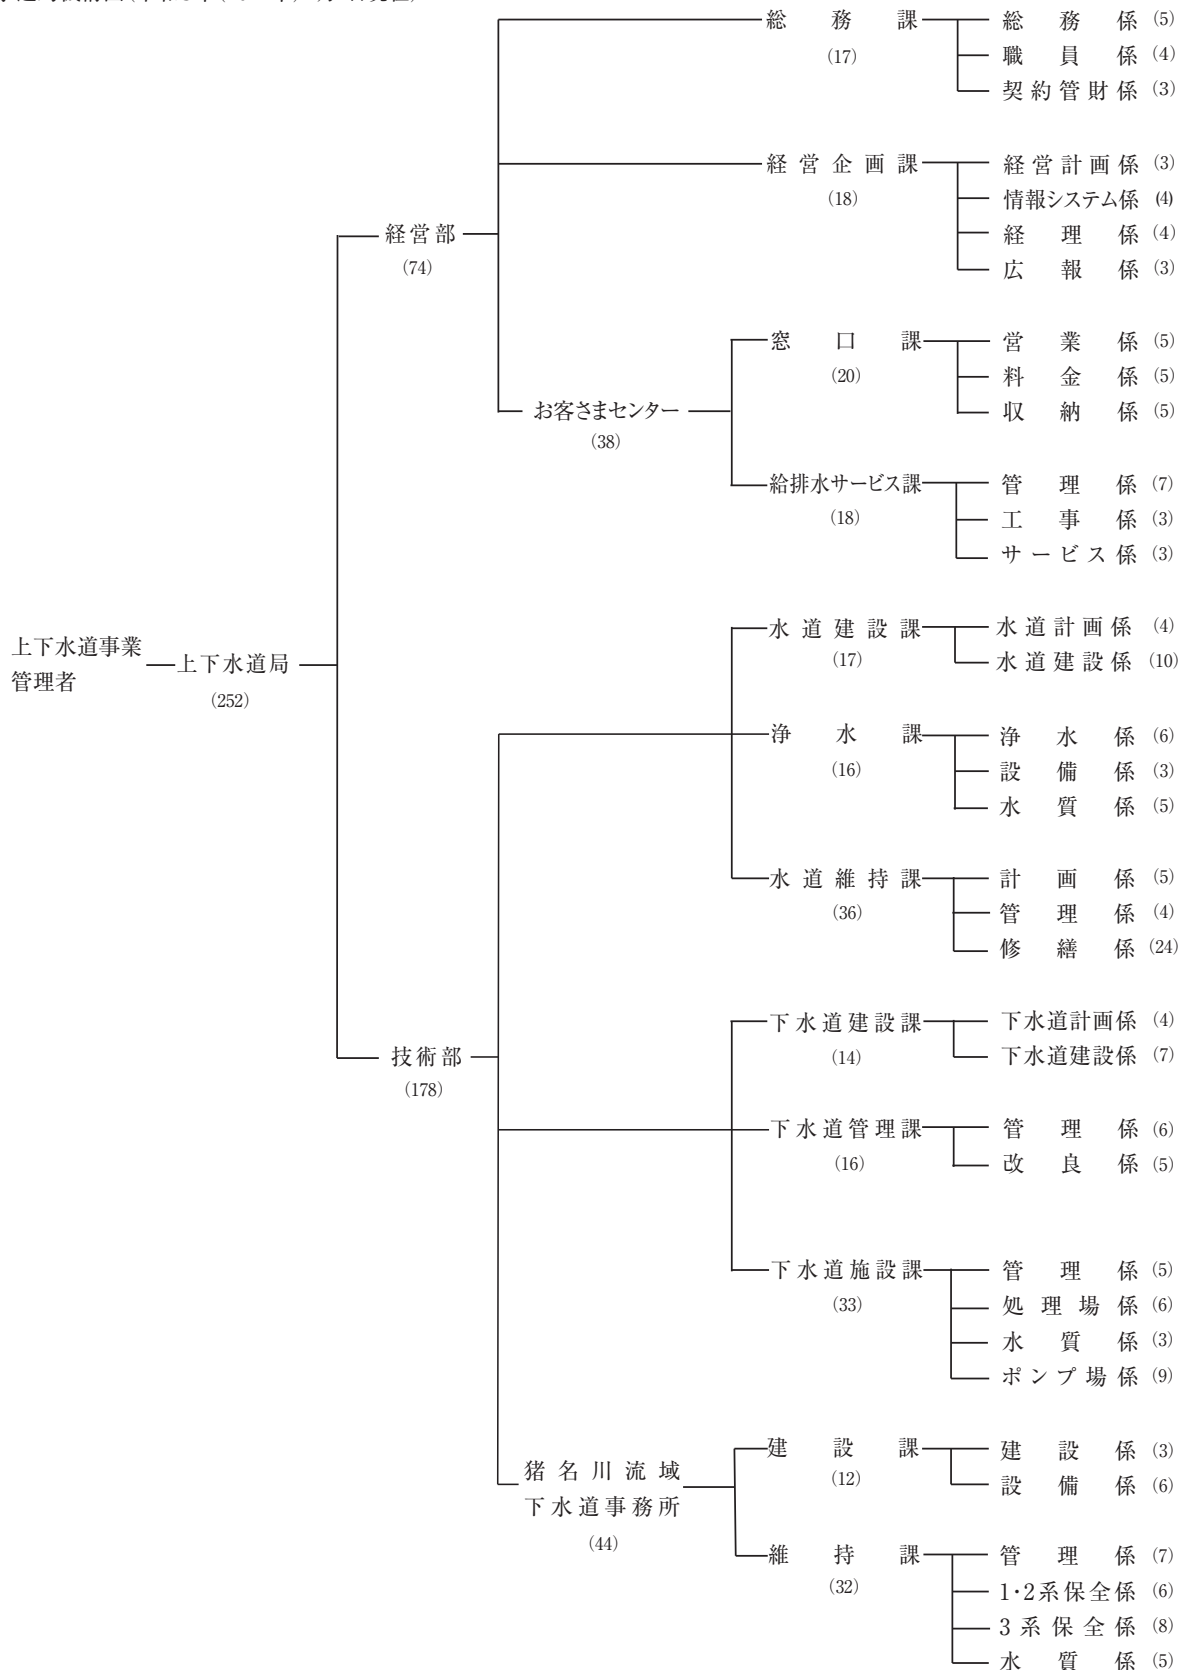 総務課
(17)
総務係 (5)
職員係 (4)
契約管財係 (3)
経営企画課
(18)
経営計画係 (3)
情報システム係 (4)
経理係 (4)
広報係 (3)
経営部
(74)
お客さまセンター
(38)
窓口課
(20)
営業係 (5)
料金係 (5)
収納係 (5)
給排水サービス課
(18)
管理係 (7)
工事係 (3)
サービス係 (3)
上下水道事業
管理者
上下水道局
(252)
水道建設課
(17)
水道計画係 (4)
水道建設係 (10)
浄水課
(16)
浄水係 (6)
設備係 (3)
水質係 (5)
水道維持課
(36)
計画係 (5)
管理係 (4)
修繕係 (24)
技術部
(178)
下水道建設課
(14)
下水道計画係 (4)
下水道建設係 (7)
下水道管理課
(16)
管理係 (6)
改良係 (5)
下水道施設課
(33)
管理係 (5)
処理場係 (6)
水質係 (3)
ポンプ場係 (9)
猪名川流域
下水道事務所
(44)
建設課
(12)
建設係 (3)
設備係 (6)
維持課
(32)
管理係 (7)
1・2系保全係 (6)
3系保全係 (8)
水質係 (5)